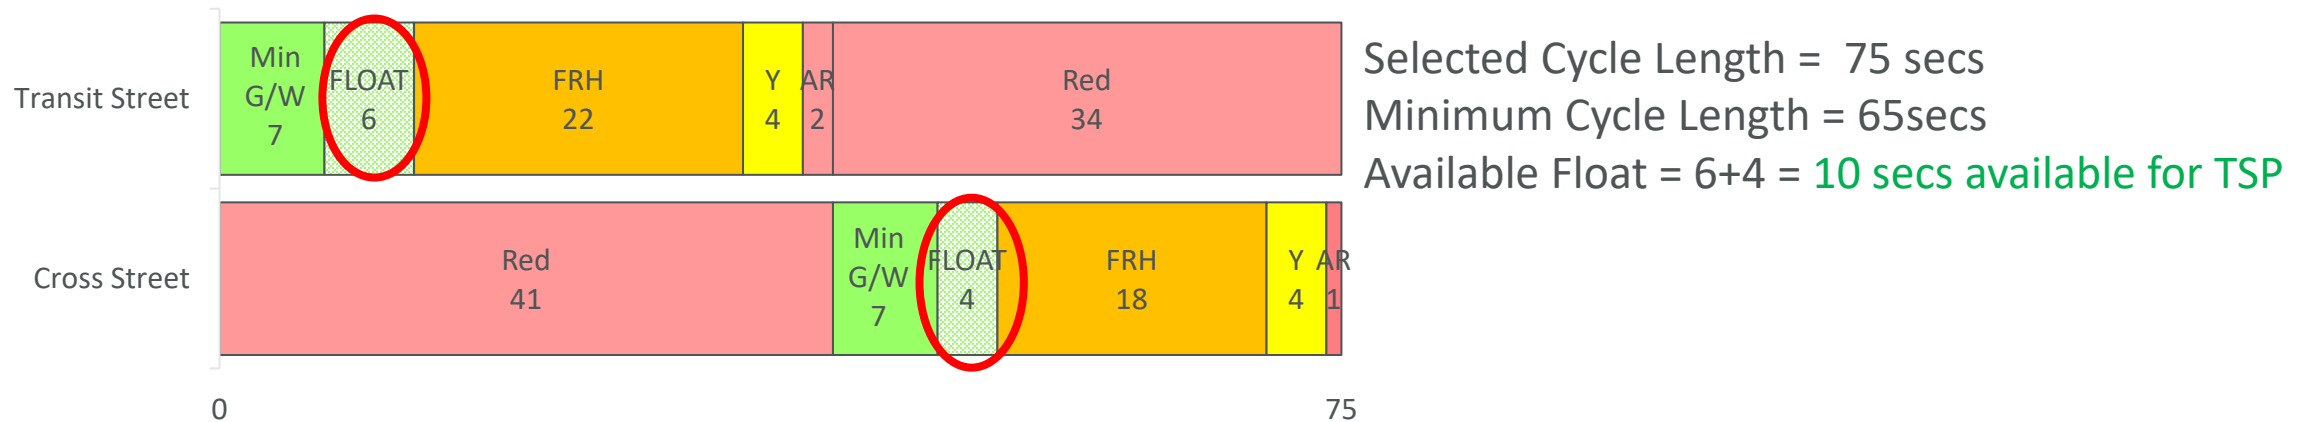 Transit Street
Min
G/W
7
FLOAT
6
FRH
22
Y
4
AR
2
Red
34
Selected Cycle Length =  75 secs
Minimum Cycle Length = 65secs
Available Float = 6+4 = 10 secs available for TSP
Cross Street
Red
41
Min
G/W
7
FLOAT
4
FRH
18
Y
4
AR
1
0
75